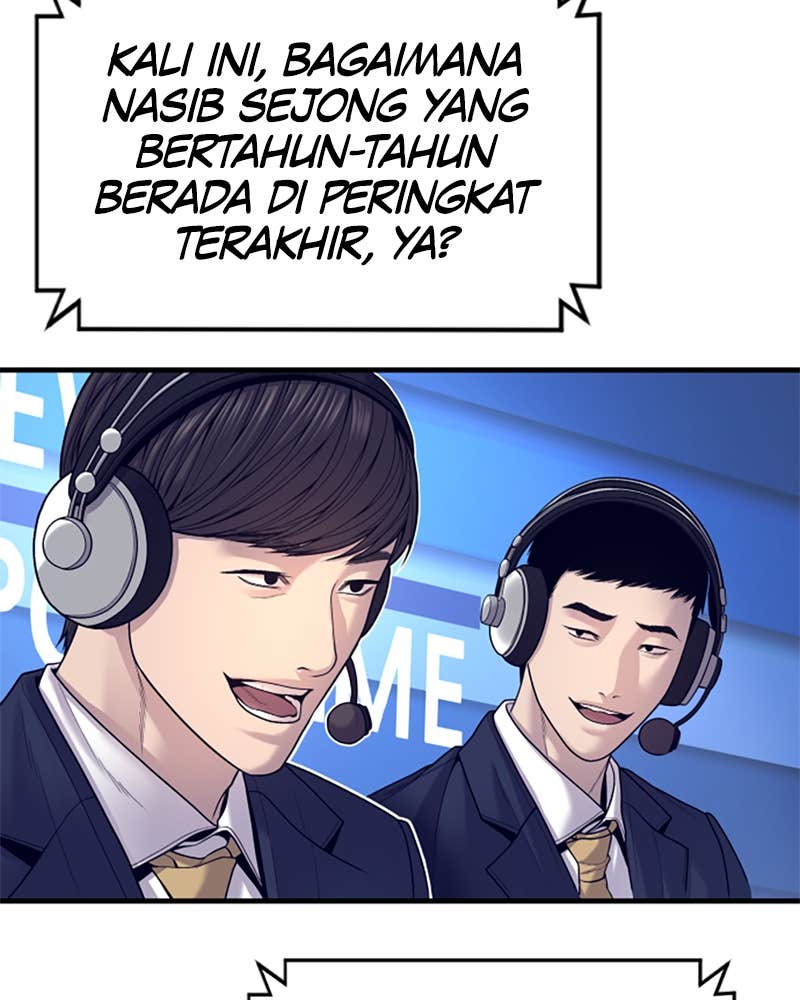 KALI INI, BAGAIMANA
NASIB SEJONG YANG
BERTAHUN-TAHUN
BERADA DI PERINGKAT
TERAKHIR, YA?